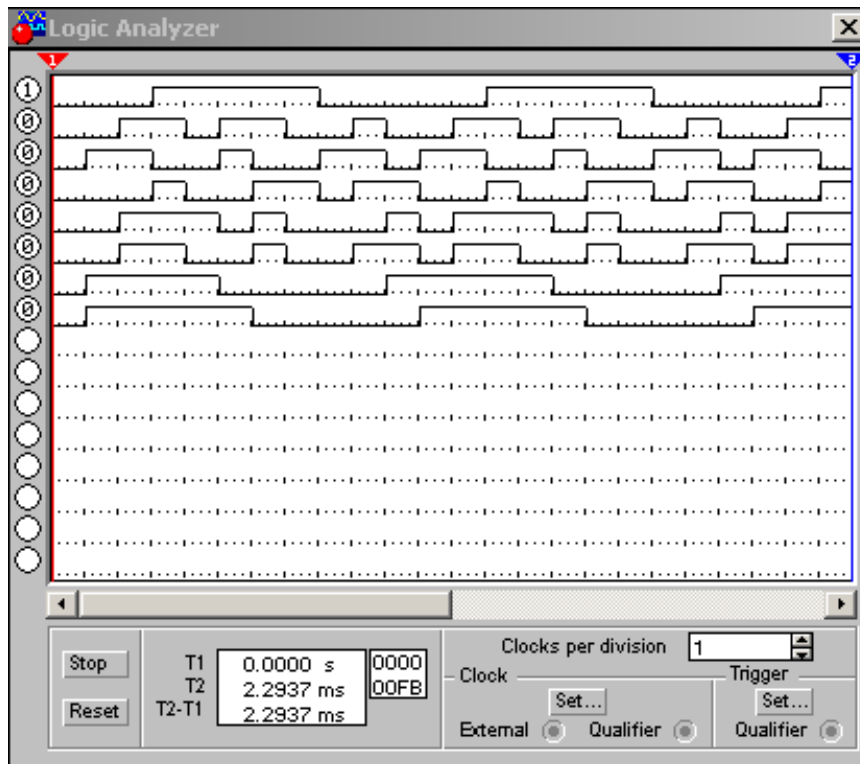 Logic Analyzer
1 2
1
0
0
0
0
0
0
0
Clocks per division 1
Stop
T1 0.0000 s 0000
Clock
Trigger
T2 2.2937 ms 00FB
Set...
Set...
Reset
T2-T1 2.2937 ms
External Qualifier
Qualifier